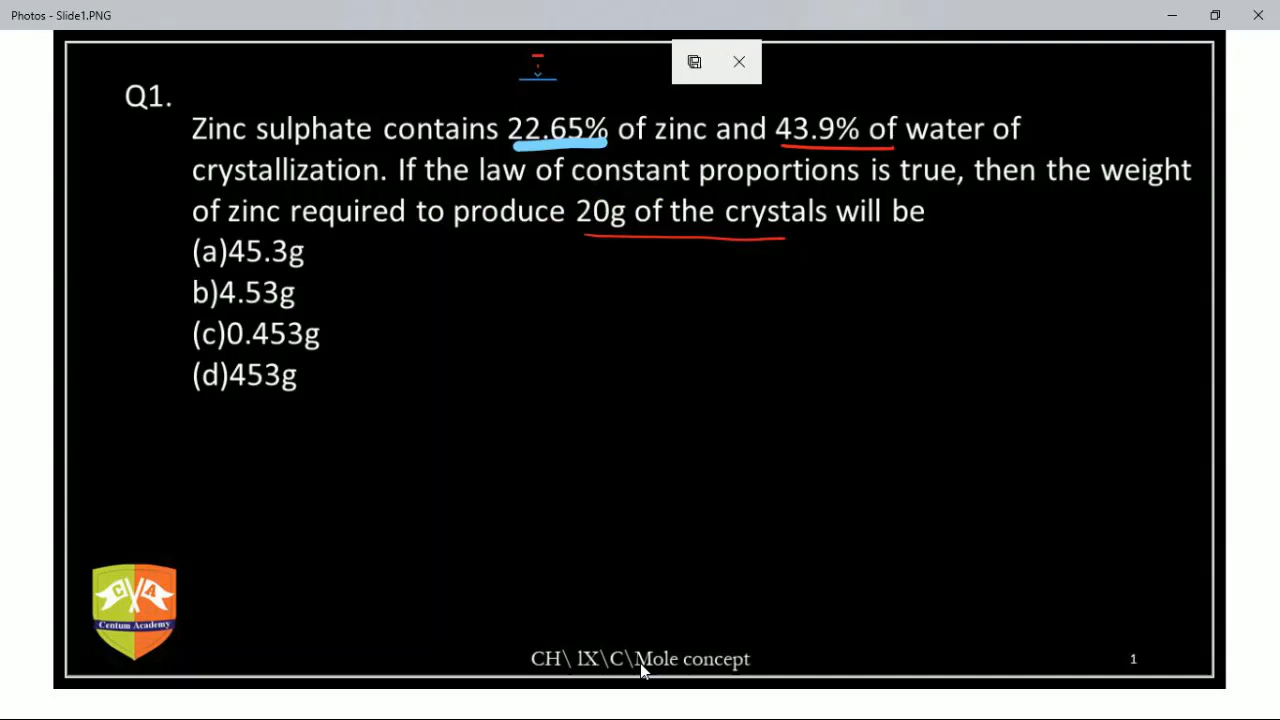 Photos - Slide1.PNG
Q1.
Zinc sulphate contains 22.65% of zinc and 43.9% of water of
crystallization. If the law of constant proportions is true, then the weight
of zinc required to produce 20g of the crystals will be
(a)45.3g
b)4.53g
(c)0.453g
(d)453g
C A
Centum Academy
CH\ lX\C\Mole concept
1